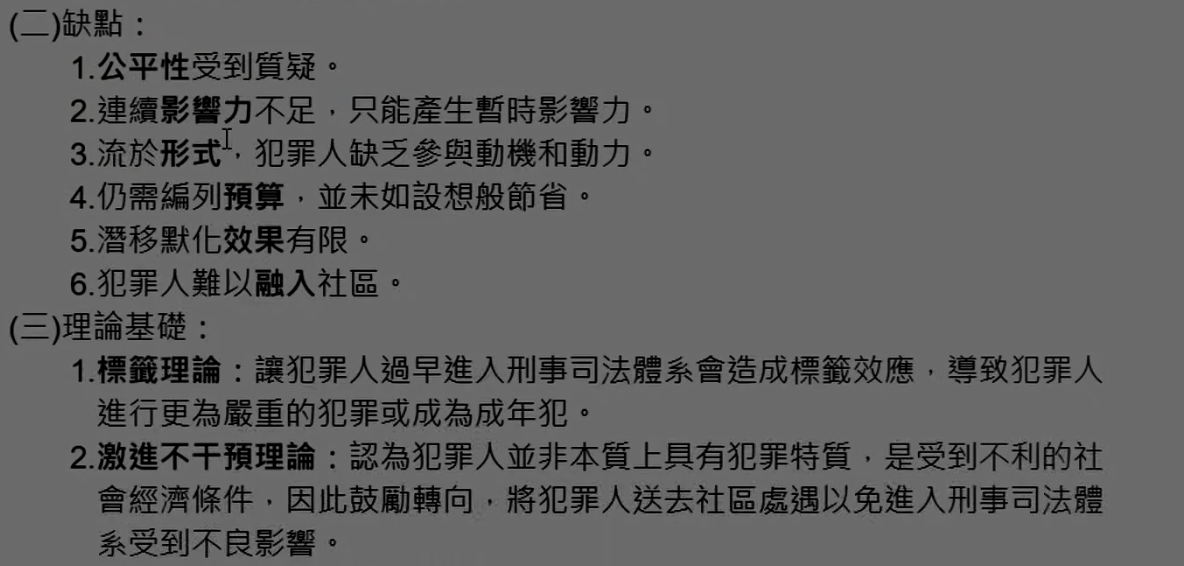 (二)缺點：
1.公平性受到質疑。
2.連續影響力不足，只能產生暫時影響力。
3.流於形式，犯罪人缺乏參與動機和動力。
4.仍需編列預算，並未如設想般節省。
5.潛移默化效果有限。
6.犯罪人難以融入社區。
(三)理論基礎：
1.標籤理論：讓犯罪人過早進入刑事司法體系會造成標籤效應，導致犯罪人
進行更為嚴重的犯罪或成為成年犯。
2.激進不干預理論：認為犯罪人並非本質上具有犯罪特質，是受到不利的社
會經濟條件，因此鼓勵轉向，將犯罪人送去社區處遇以免進入刑事司法體
系受到不良影響。